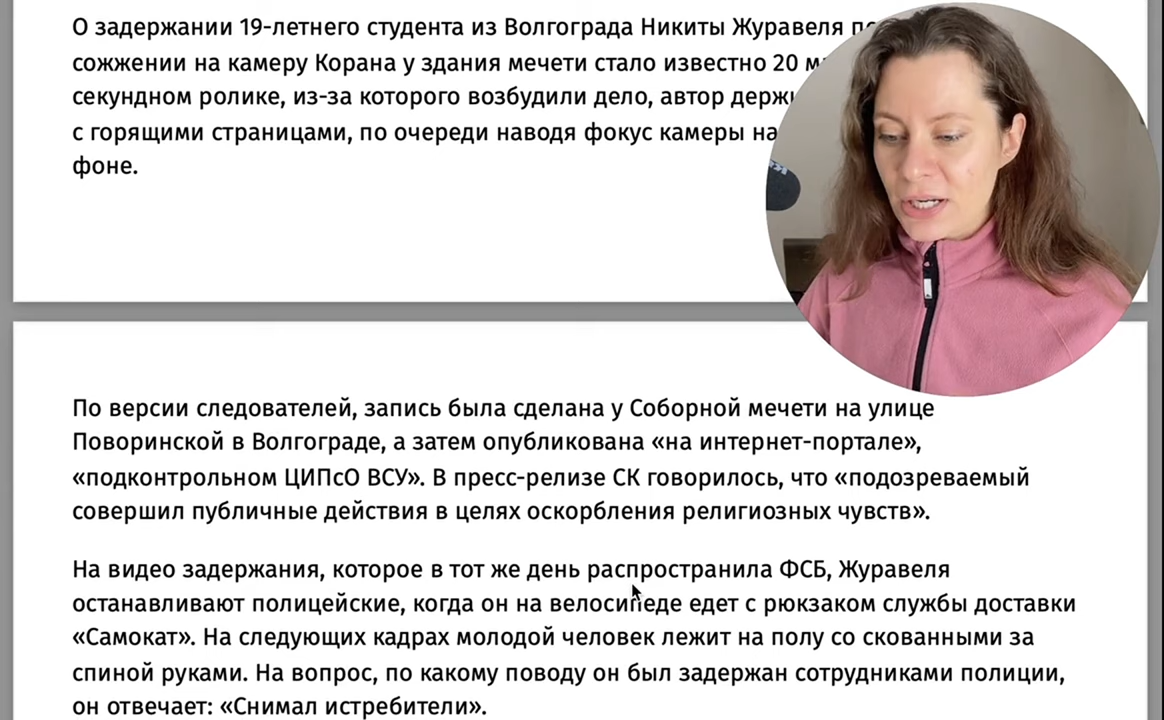 О задержании 19-летнего студента из Волгограда Никиты Журавеля
сожжении на камеру Корана у здания мечети стало известно 20
секундном ролике, из-за которого возбудили дело, автор
с горящими страницами, по очереди наводя фокус камеры на
фоне.
По версии следователей, запись была сделана у Соборной мечети на улице
Поворинской в Волгограде, а затем опубликована «на интернет-портале»,
«подконтрольном ЦИПсО ВСУ». В пресс-релизе СК говорилось, что «подозреваемый
совершил публичные действия в целях оскорбления религиозных чувств».
На видео задержания, которое в тот же день распространила ФСБ, Журавеля
останавливают полицейские, когда он на велосипеде едет с рюкзаком службы доставки
«Самокат». На следующих кадрах молодой человек лежит на полу со скованными за
спиной руками. На вопрос, по какому поводу он был задержан сотрудниками полиции,
он отвечает: «Снимал истребители».